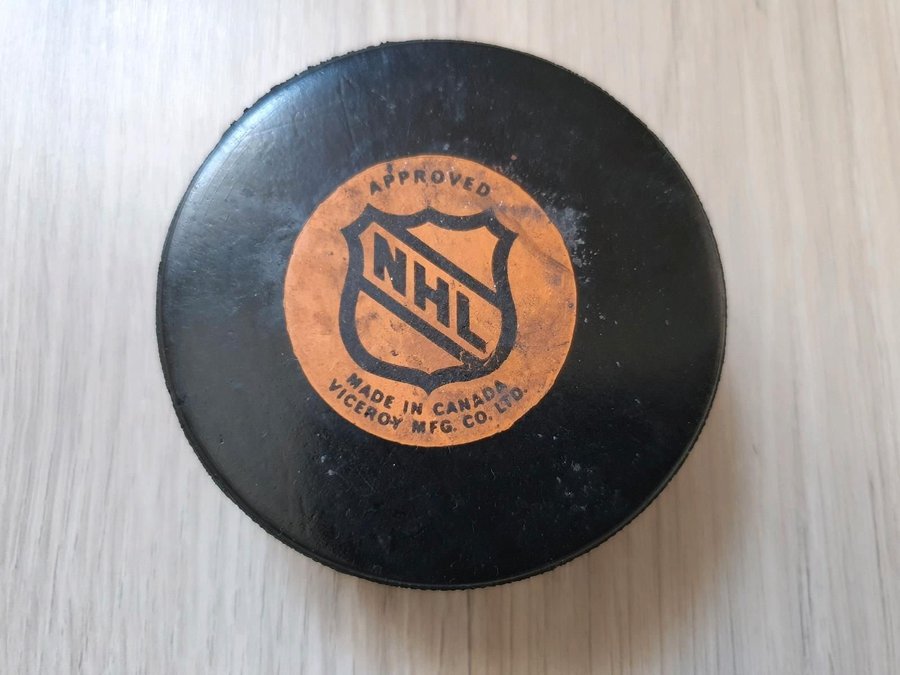 APPROVED
NHL
MADE IN CANADA
VICEROY MFG. CO. LTD.